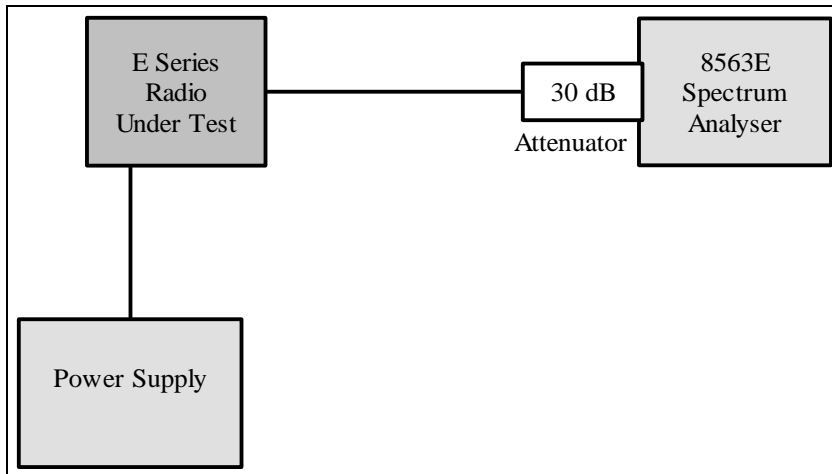 E Series
Radio
Under Test
30 dB
Attenuator
8563E
Spectrum
Analyser
Power Supply